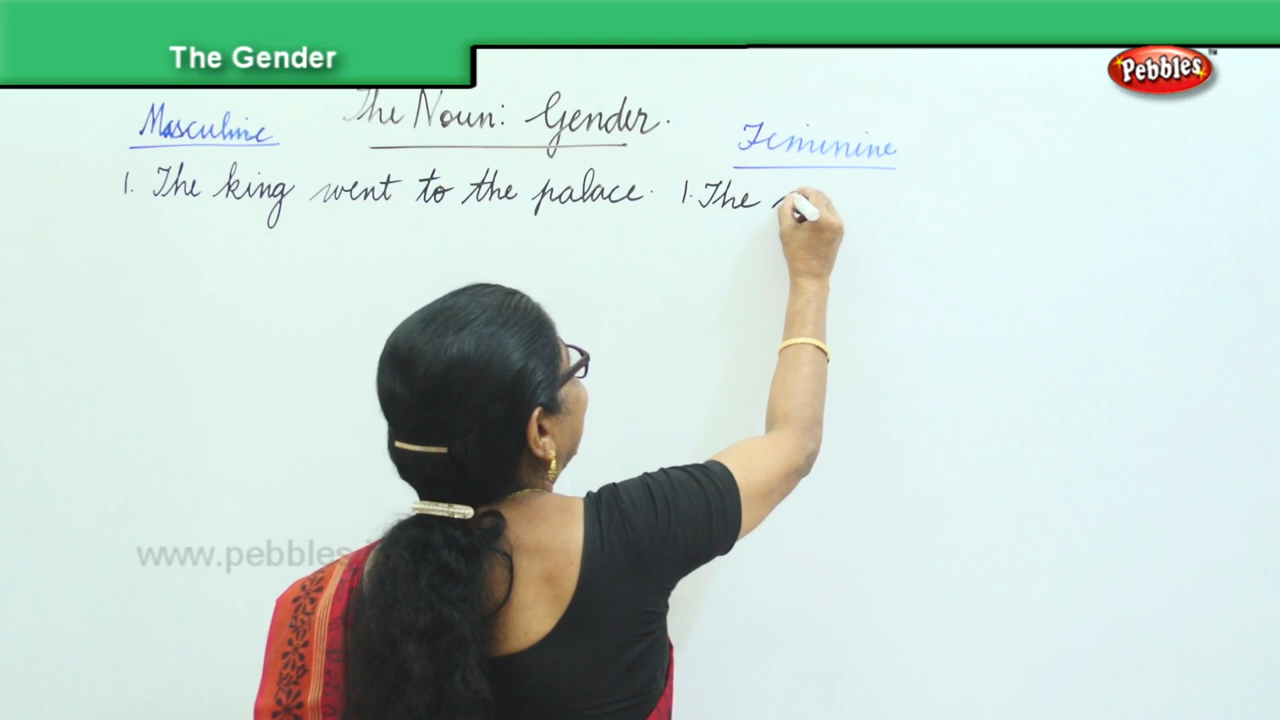 The Gender
Pebbles
TM
The Noun: Gender.
Masculine
Feminine
1. The king went to the palace. 1. The
www.pebbles.